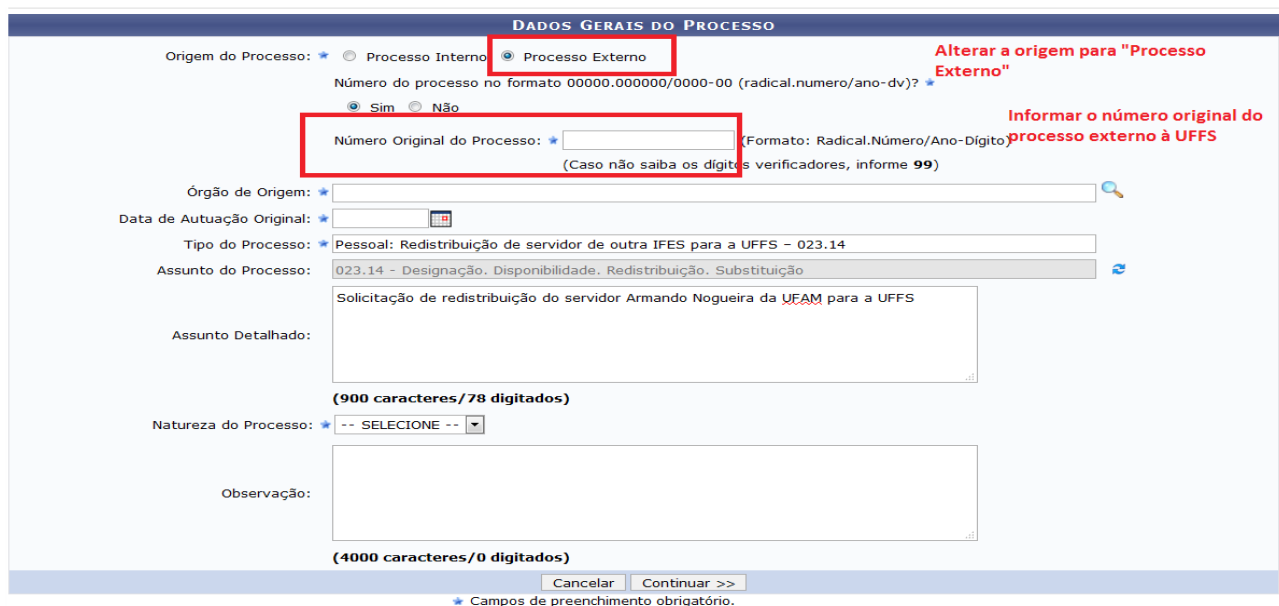 DADOS GERAIS DO PROCESSO
Origem do Processo: Processo Interno Processo Externo
Alterar a origem para "Processo Externo"
Número do processo no formato 00000.000000/0000-00 (radical.numero/ano-dv)?
Sim Não
Informar o número original do processo externo à UFFS
Número Original do Processo: (Formato: Radical.Número/Ano-Dígito)
(Caso não saiba os dígitos verificadores, informe 99)
Órgão de Origem:
Data de Autuação Original:
Tipo do Processo: Pessoal: Redistribuição de servidor de outra IFES para a UFFS – 023.14
Assunto do Processo: 023.14 - Designação. Disponibilidade. Redistribuição. Substituição
Solicitação de redistribuição do servidor Armando Nogueira da UFAM para a UFFS
Assunto Detalhado:
(900 caracteres/78 digitados)
Natureza do Processo: -- SELECIONE --
Observação:
(4000 caracteres/0 digitados)
Cancelar Continuar >>
Campos de preenchimento obrigatório.